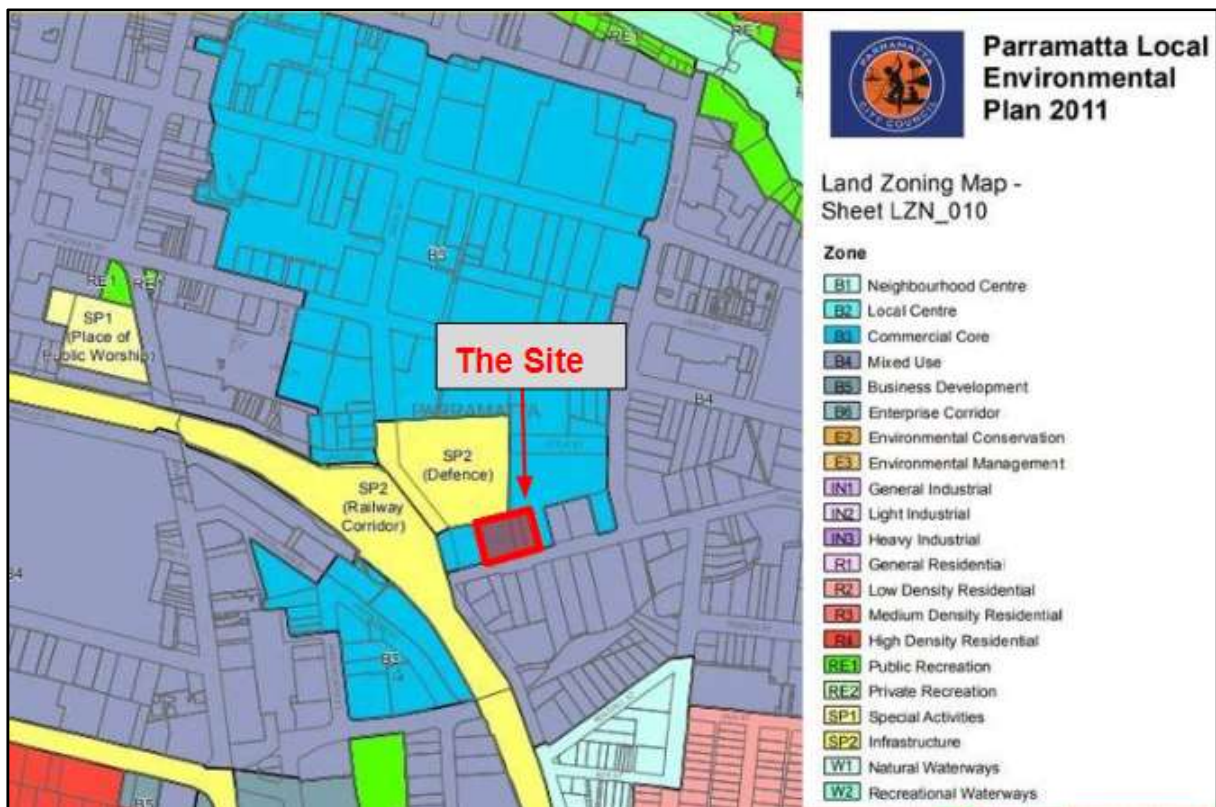 RE1
RE1
B3
RE1
RE1
SP1
(Place of
Public Worship)
The Site
PARRAMATTA
B4
SP2
(Defence)
SP2
(Railway
Corridor)
B4
B3
B5
PARRAMATTA
CITY COUNCIL
Parramatta Local
Environmental
Plan 2011
Land Zoning Map -
Sheet LZN_010
Zone
B1 Neighbourhood Centre
B2 Local Centre
B3 Commercial Core
B4 Mixed Use
B5 Business Development
B6 Enterprise Corridor
E2 Environmental Conservation
E3 Environmental Management
IN1 General Industrial
IN2 Light Industrial
IN3 Heavy Industrial
R1 General Residential
R2 Low Density Residential
R3 Medium Density Residential
R4 High Density Residential
RE1 Public Recreation
RE2 Private Recreation
SP1 Special Activities
SP2 Infrastructure
W1 Natural Waterways
W2 Recreational Waterways